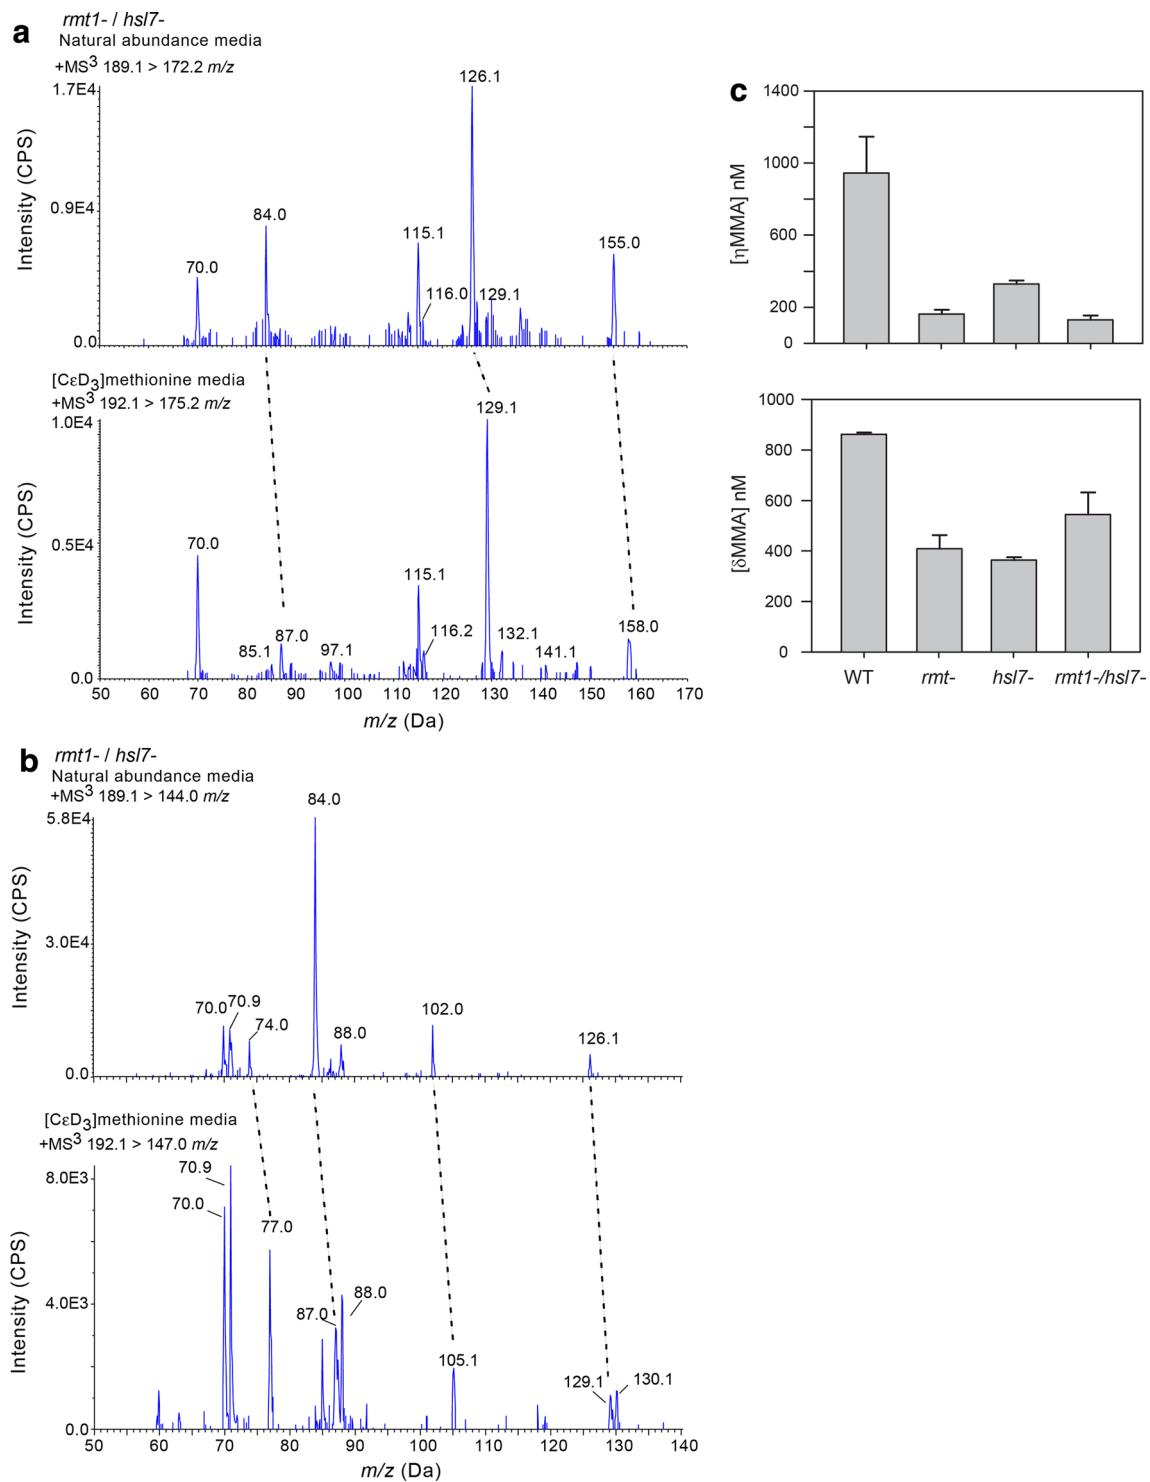 a
rmt1- / hsl7-
Natural abundance media
+MS3 189.1 > 172.2 m/z
1.7E4
0.9E4
0.0
Intensity (CPS)
70.0
84.0
115.1
116.0
126.1
129.1
155.0
[CεD3]methionine media
+MS3 192.1 > 175.2 m/z
1.0E4
0.5E4
0.0
Intensity (CPS)
70.0
85.1
87.0
97.1
115.1
116.2
129.1
132.1
141.1
158.0
50 60 70 80 90 100 110 120 130 140 150 160 170
m/z (Da)
b
rmt1- / hsl7-
Natural abundance media
+MS3 189.1 > 144.0 m/z
5.8E4
3.0E4
0.0
Intensity (CPS)
70.0
70.9
74.0
84.0
88.0
102.0
126.1
[CεD3]methionine media
+MS3 192.1 > 147.0 m/z
8.0E3
4.0E3
0.0
Intensity (CPS)
70.9
70.0
77.0
87.0
88.0
105.1
129.1
130.1
50 60 70 80 90 100 110 120 130 140
m/z (Da)
c
1400
1000
600
200
0
[ηMMA] nM
1000
800
600
400
200
0
[δMMA] nM
WT rmt- hsl7- rmt1-/hsl7-